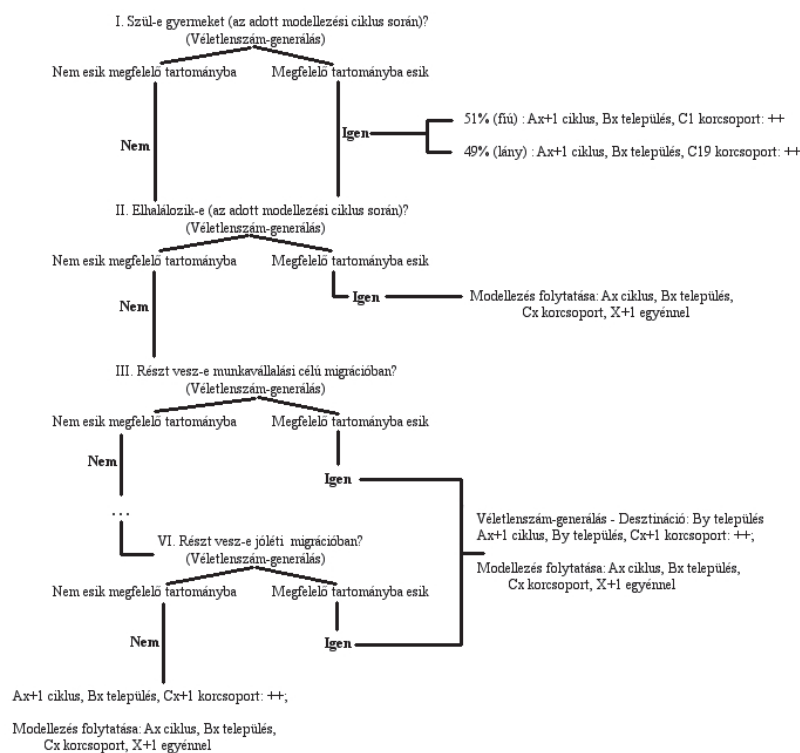 I. Szül-e gyermeket (az adott modellezési ciklus során)?
(Véletlenszám-generálás)
Nem esik megfelelő tartományba
Megfelelő tartományba esik
Nem
Igen
51% (fiú) : Ax+1 ciklus, Bx település, C1 korcsoport: ++
49% (lány) : Ax+1 ciklus, Bx település, C19 korcsoport: ++
II. Elhalálozik-e (az adott modellezési ciklus során)?
(Véletlenszám-generálás)
Nem esik megfelelő tartományba
Megfelelő tartományba esik
Nem
Igen
Modellezés folytatása: Ax ciklus, Bx település,
Cx korcsoport, X+1 egyénnel
III. Részt vesz-e munkavállalási célú migrációban?
(Véletlenszám-generálás)
Nem esik megfelelő tartományba
Megfelelő tartományba esik
Nem
Igen
...
Véletlenszám-generálás - Desztináció: By település
Ax+1 ciklus, By település, Cx+1 korcsoport: ++;
Modellezés folytatása: Ax ciklus, Bx település,
Cx korcsoport, X+1 egyénnel
VI. Részt vesz-e jóléti migrációban?
(Véletlenszám-generálás)
Nem esik megfelelő tartományba
Megfelelő tartományba esik
Nem
Igen
Ax+1 ciklus, Bx település, Cx+1 korcsoport: ++;
Modellezés folytatása: Ax ciklus, Bx település,
Cx korcsoport, X+1 egyénnel